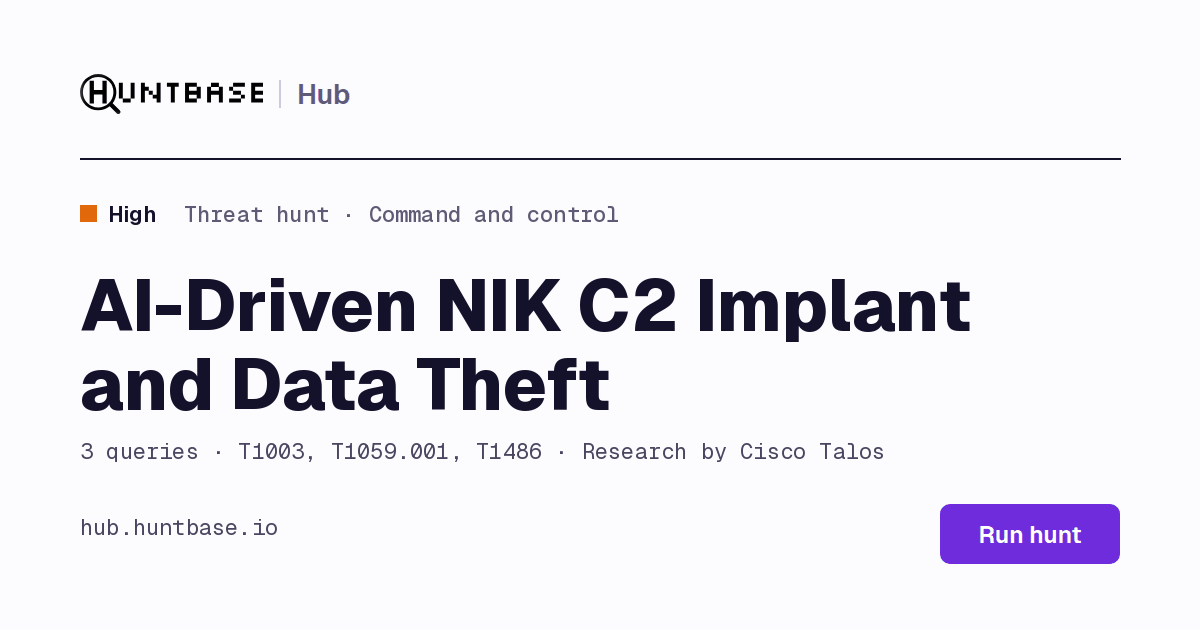 HUNTBASE | Hub
High Threat hunt · Command and control
AI-Driven NIK C2 Implant
and Data Theft
3 queries · T1003, T1059.001, T1486 · Research by Cisco Talos
hub.huntbase.io
Run hunt